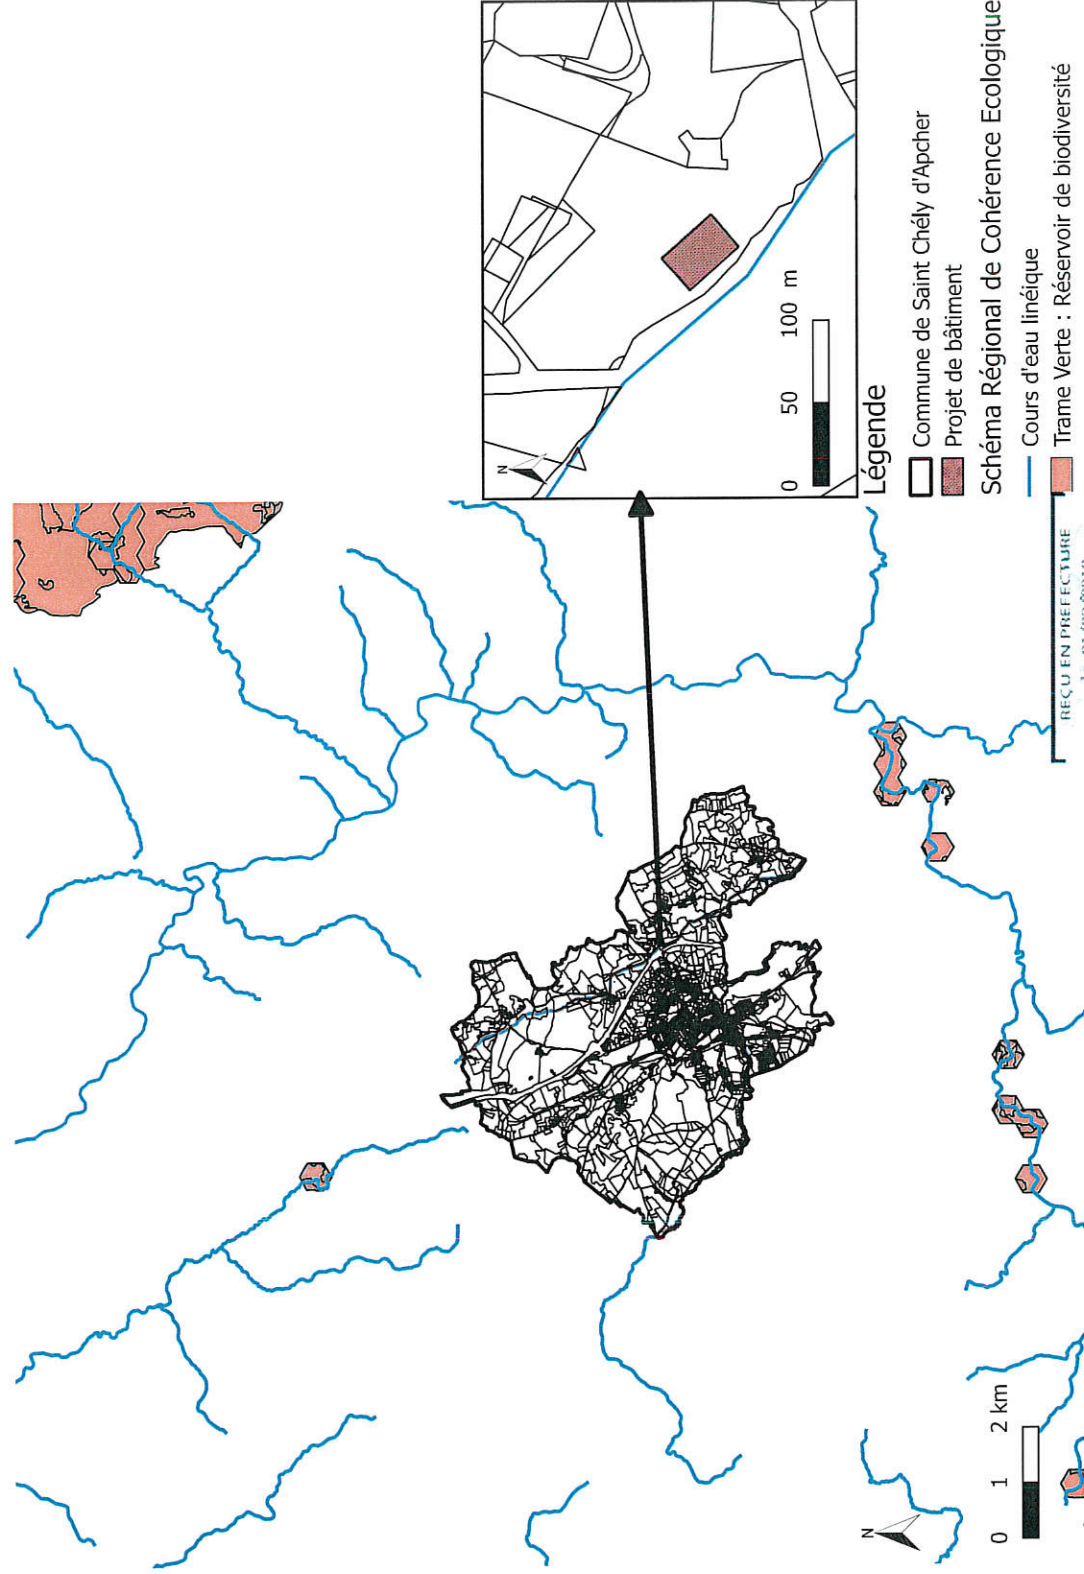 N
0 50 100 m
Légende
Commune de Saint Chély d'Apcher
Projet de bâtiment
Schéma Régional de Cohérence Ecologique
Cours d'eau linéique
Trame Verte : Réservoir de biodiversité
N
0 1 2 km
REÇU EN PREFECTURE